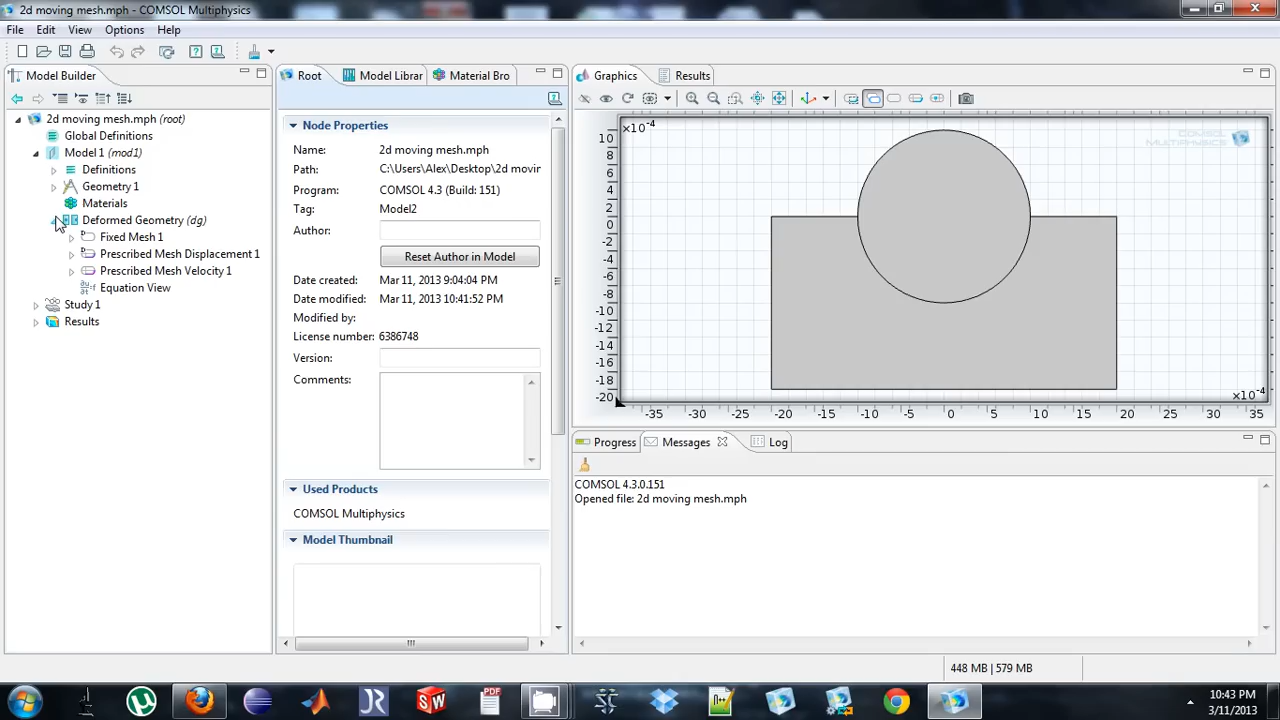 2d moving mesh.mph - COMSOL Multiphysics
File Edit View Options Help
Model Builder
2d moving mesh.mph (root)
Global Definitions
Model 1 (mod1)
Definitions
Geometry 1
Materials
Deformed Geometry (dg)
Fixed Mesh 1
Prescribed Mesh Displacement 1
Prescribed Mesh Velocity 1
Equation View
Study 1
Results
Root Model Librar Material Bro
Node Properties
Name: 2d moving mesh.mph
Path: C:\Users\Alex\Desktop\2d movir
Program: COMSOL 4.3 (Build: 151)
Tag: Model2
Author:
Reset Author in Model
Date created: Mar 11, 2013 9:04:04 PM
Date modified: Mar 11, 2013 10:41:52 PM
Modified by:
License number: 6386748
Version:
Comments:
Used Products
COMSOL Multiphysics
Model Thumbnail
Graphics Results
×10⁻⁴
COMSOL
MULTIPHYSICS
10
8
6
4
2
0
-2
-4
-6
-8
-10
-12
-14
-16
-18
-20
×10⁻⁴
-35 -30 -25 -20 -15 -10 -5 0 5 10 15 20 25 30 35
Progress Messages Log
COMSOL 4.3.0.151
Opened file: 2d moving mesh.mph
448 MB | 579 MB
10:43 PM
3/11/2013